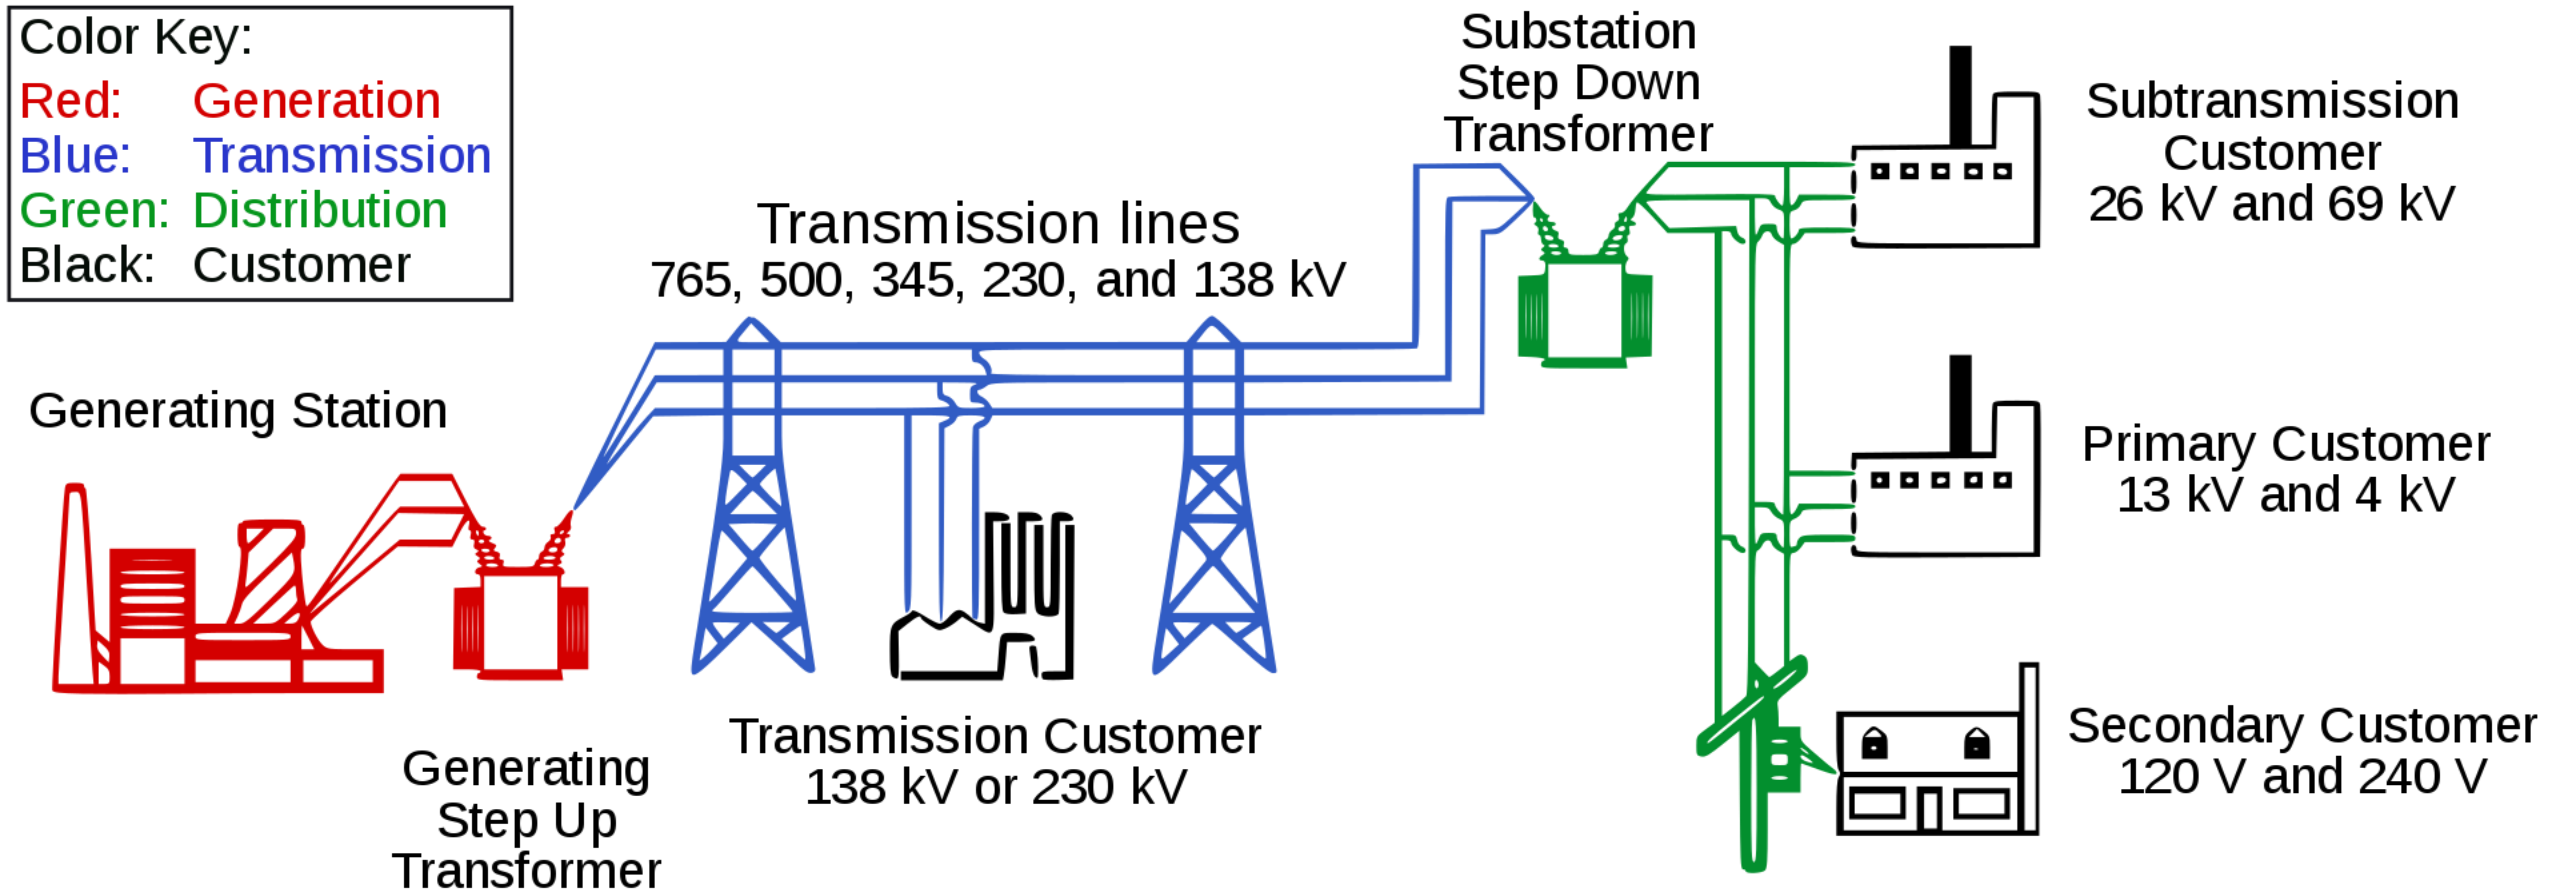 Color Key:
Red: Generation
Blue: Transmission
Green: Distribution
Black: Customer
Generating Station
Generating
Step Up
Transformer
Transmission lines
765, 500, 345, 230, and 138 kV
Transmission Customer
138 kV or 230 kV
Substation
Step Down
Transformer
Subtransmission
Customer
26 kV and 69 kV
Primary Customer
13 kV and 4 kV
Secondary Customer
120 V and 240 V